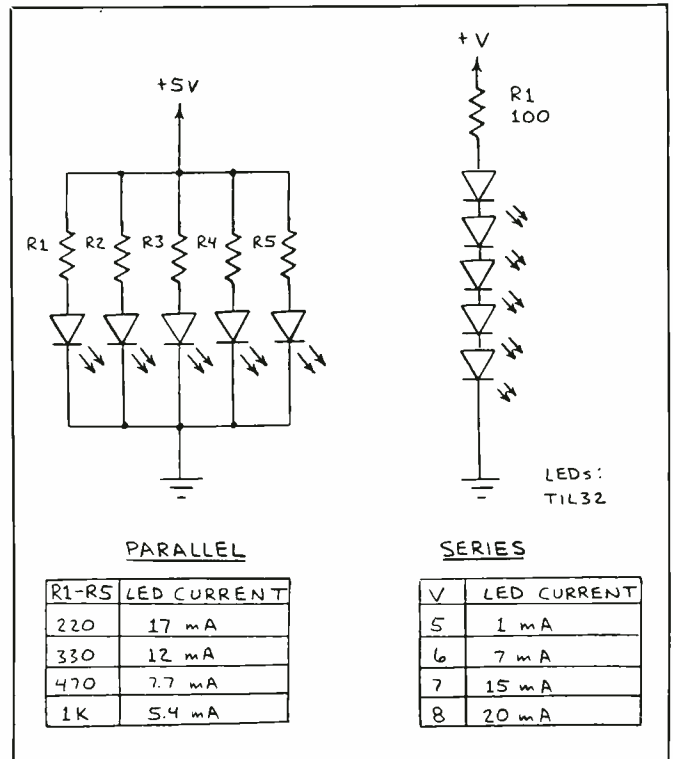 +5V
R1 R2 R3 R4 R5
PARALLEL
R1-R5 LED CURRENT
220 17 mA
330 12 mA
470 7.7 mA
1K 5.4 mA
+V
R1
100
LEDs:
TIL32
SERIES
V LED CURRENT
5 1 mA
6 7 mA
7 15 mA
8 20 mA